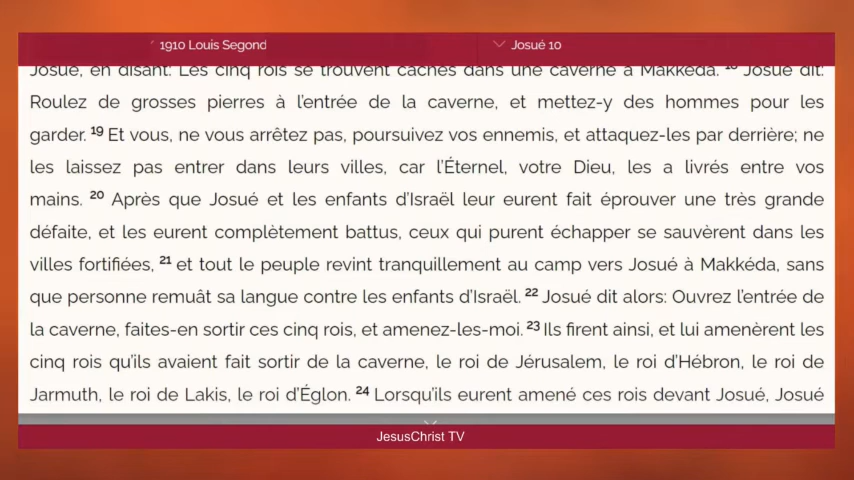 1910 Louis Segond
Josué 10
Josué, en disant: Les cinq rois se trouvent cachés dans une caverne à Makkéda. 18 Josué dit:
Roulez de grosses pierres à l'entrée de la caverne, et mettez-y des hommes pour les
garder. 19 Et vous, ne vous arrêtez pas, poursuivez vos ennemis, et attaquez-les par derrière; ne
les laissez pas entrer dans leurs villes, car l'Éternel, votre Dieu, les a livrés entre vos
mains. 20 Après que Josué et les enfants d'Israël leur eurent fait éprouver une très grande
défaite, et les eurent complètement battus, ceux qui purent échapper se sauvèrent dans les
villes fortifiées, 21 et tout le peuple revint tranquillement au camp vers Josué à Makkéda, sans
que personne remuât sa langue contre les enfants d'Israël. 22 Josué dit alors: Ouvrez l'entrée de
la caverne, faites-en sortir ces cinq rois, et amenez-les-moi. 23 Ils firent ainsi, et lui amenèrent les
cinq rois qu'ils avaient fait sortir de la caverne, le roi de Jérusalem, le roi d'Hébron, le roi de
Jarmuth, le roi de Lakis, le roi d'Églon. 24 Lorsqu'ils eurent amené ces rois devant Josué, Josué
JesusChrist TV